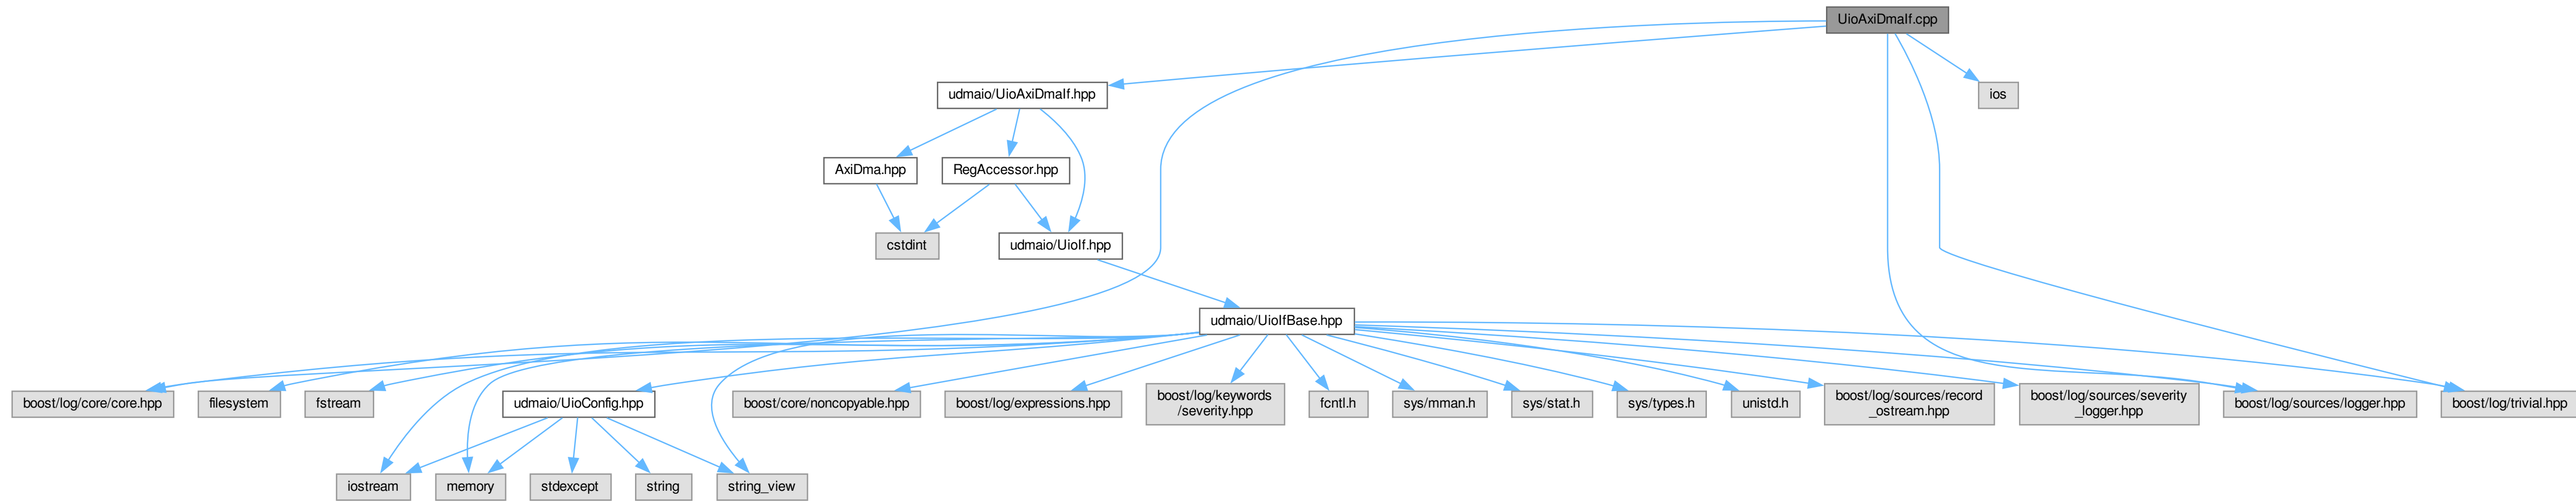 UioAxiDmaIf.cpp
udmaio/UioAxiDmaIf.hpp
ios
AxiDma.hpp
RegAccessor.hpp
cstdint
udmaio/UioIf.hpp
udmaio/UioIfBase.hpp
boost/log/core/core.hpp
filesystem
fstream
udmaio/UioConfig.hpp
boost/core/noncopyable.hpp
boost/log/expressions.hpp
boost/log/keywords
/severity.hpp
fcntl.h
sys/mman.h
sys/stat.h
sys/types.h
unistd.h
boost/log/sources/record
_ostream.hpp
boost/log/sources/severity
_logger.hpp
boost/log/sources/logger.hpp
boost/log/trivial.hpp
iostream
memory
stdexcept
string
string_view